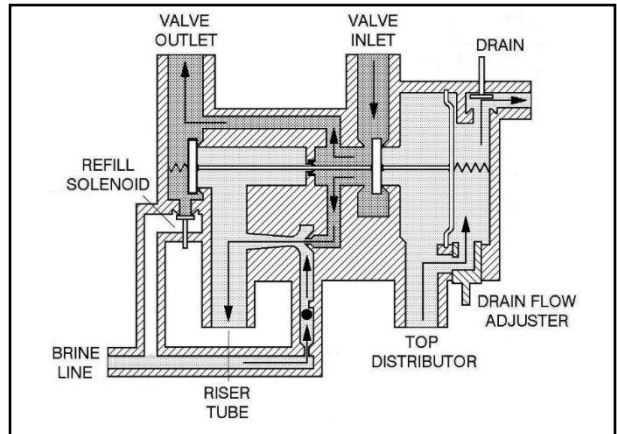 VALVE
OUTLET
VALVE
INLET
DRAIN
REFILL
SOLENOID
DRAIN FLOW
ADJUSTER
TOP
DISTRIBUTOR
BRINE
LINE
RISER
TUBE